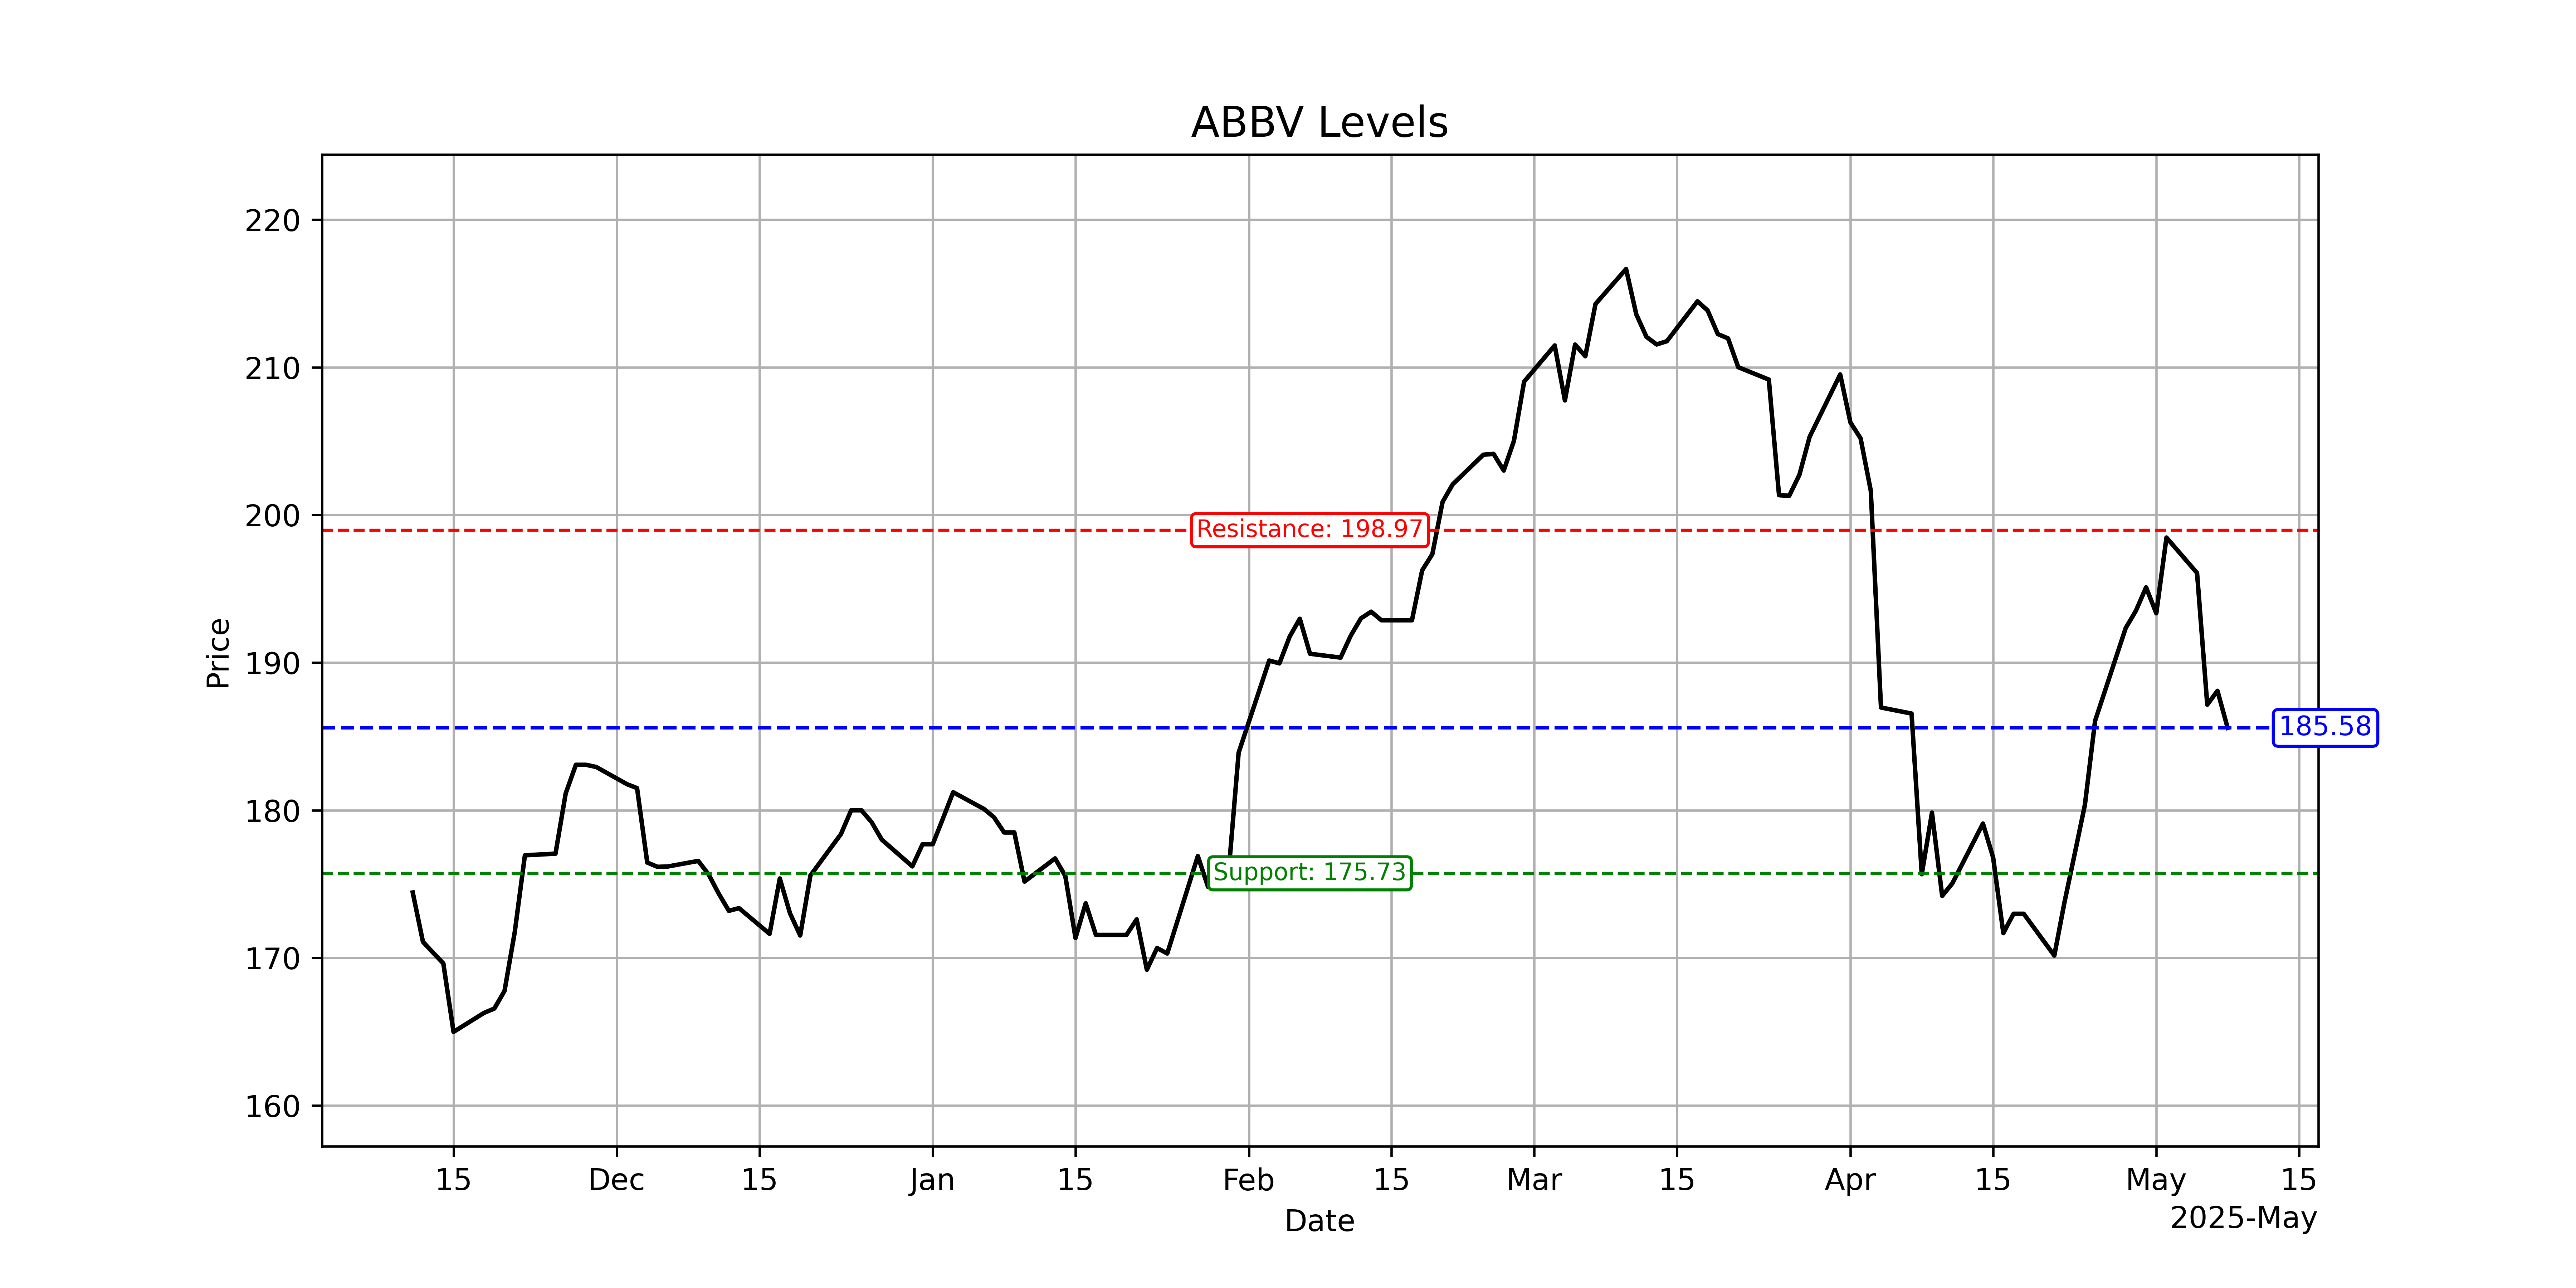 ABBV Levels
220
210
200
190
180
170
160
Price
Resistance: 198.97
185.58
Support: 175.73
15 Dec 15 Jan 15 Feb 15 Mar 15 Apr 15 May 15
Date
2025-May